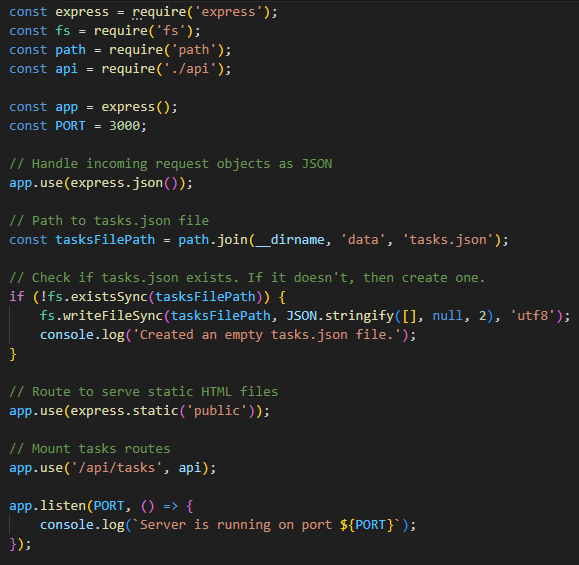 const express = require('express');
const fs = require('fs');
const path = require('path');
const api = require('./api');

const app = express();
const PORT = 3000;

// Handle incoming request objects as JSON
app.use(express.json());

// Path to tasks.json file
const tasksFilePath = path.join(__dirname, 'data', 'tasks.json');

// Check if tasks.json exists. If it doesn't, then create one.
if (!fs.existsSync(tasksFilePath)) {
    fs.writeFileSync(tasksFilePath, JSON.stringify([], null, 2), 'utf8');
    console.log('Created an empty tasks.json file.');
}

// Route to serve static HTML files
app.use(express.static('public'));

// Mount tasks routes
app.use('/api/tasks', api);

app.listen(PORT, () => {
    console.log(`Server is running on port ${PORT}`);
});